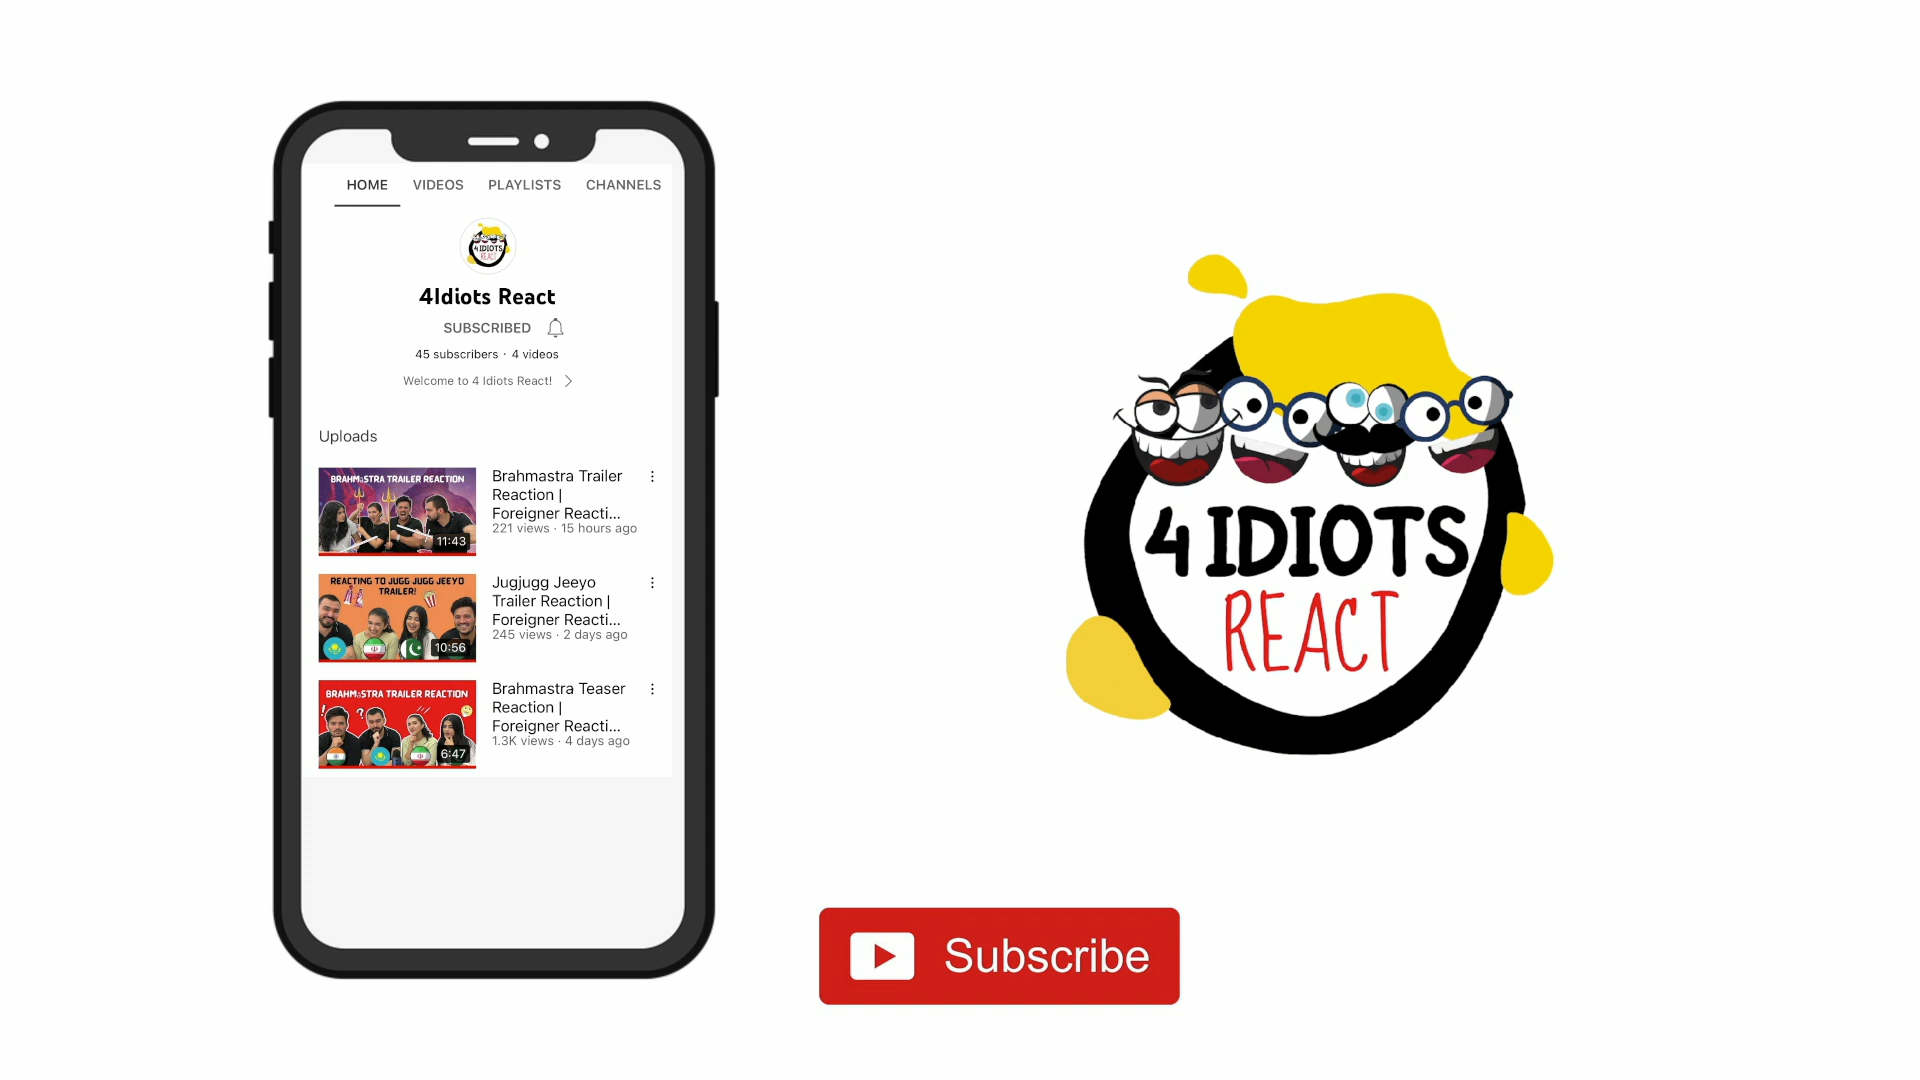 HOME VIDEOS PLAYLISTS CHANNELS
4 IDIOTS
REACT
4Idiots React
SUBSCRIBED
45 subscribers · 4 videos
Welcome to 4 Idiots React!
Uploads
BRAHMaSTRA TRAILER REACTION
11:43
Brahmastra Trailer
Reaction |
Foreigner Reacti...
221 views · 15 hours ago
REACTING TO JUGG JUGG JEEYO
TRAILER!
10:56
Jugjugg Jeeyo
Trailer Reaction |
Foreigner Reacti...
245 views · 2 days ago
BRAHMaSTRA TRAILER REACTION
6:47
Brahmastra Teaser
Reaction |
Foreigner Reacti...
1.3K views · 4 days ago
4 IDIOTS
REACT
Subscribe